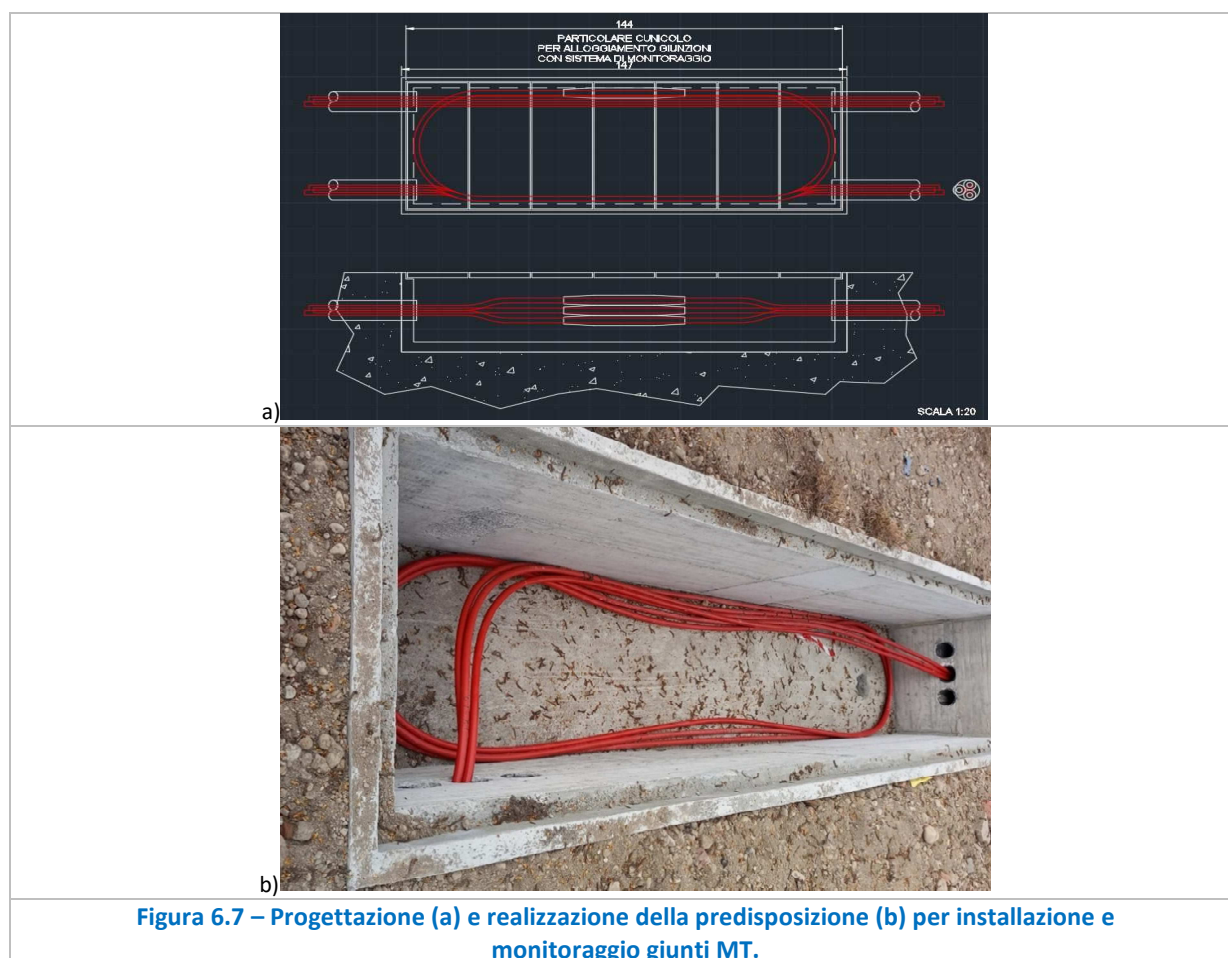 144
PARTICOLARE CUNICOLO
PER ALLOGGIAMENTO GIUNZIONI
CON SISTEMA DI MONITORAGGIO
147
SCALA 1:20
a)
b)
Figura 6.7 – Progettazione (a) e realizzazione della predisposizione (b) per installazione e
monitoraggio giunti MT.